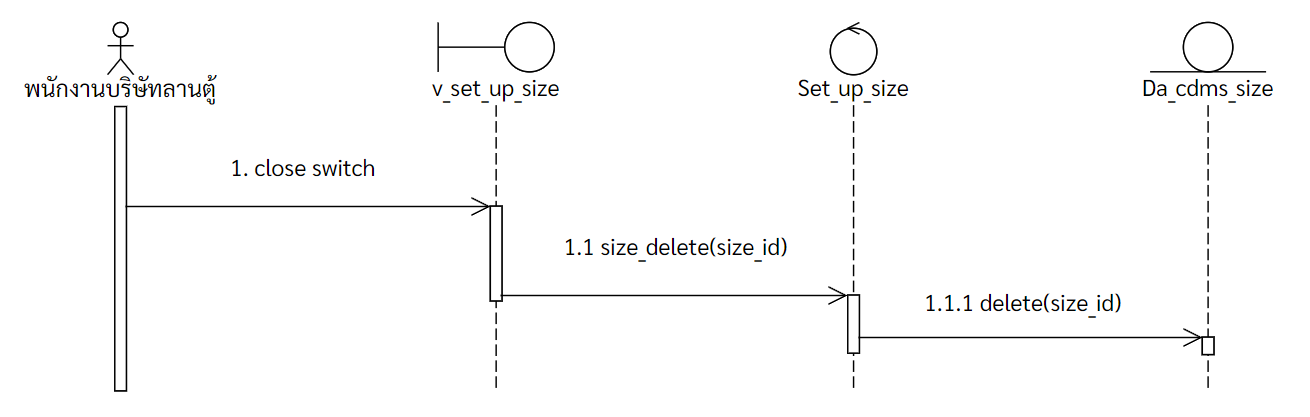 พนักงานบริษัทลานตู้
v_set_up_size
Set_up_size
Da_cdms_size
1. close switch
1.1 size_delete(size_id)
1.1.1 delete(size_id)